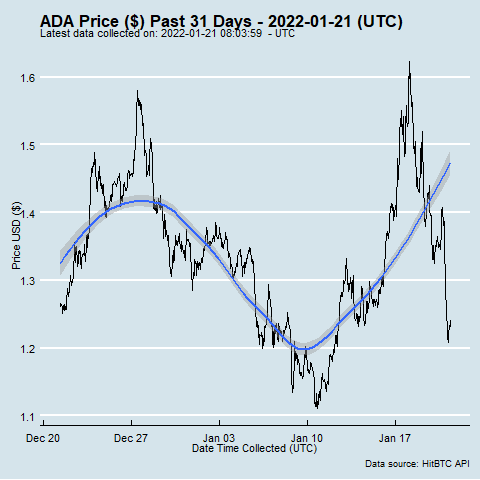 ADA Price ($) Past 31 Days - 2022-01-21 (UTC)
Latest data collected on: 2022-01-21 08:03:59 - UTC
Price USD ($)
1.6
1.5
1.4
1.3
1.2
1.1
Dec 20 Dec 27 Jan 03 Jan 10 Jan 17
Date Time Collected (UTC)
Data source: HitBTC API